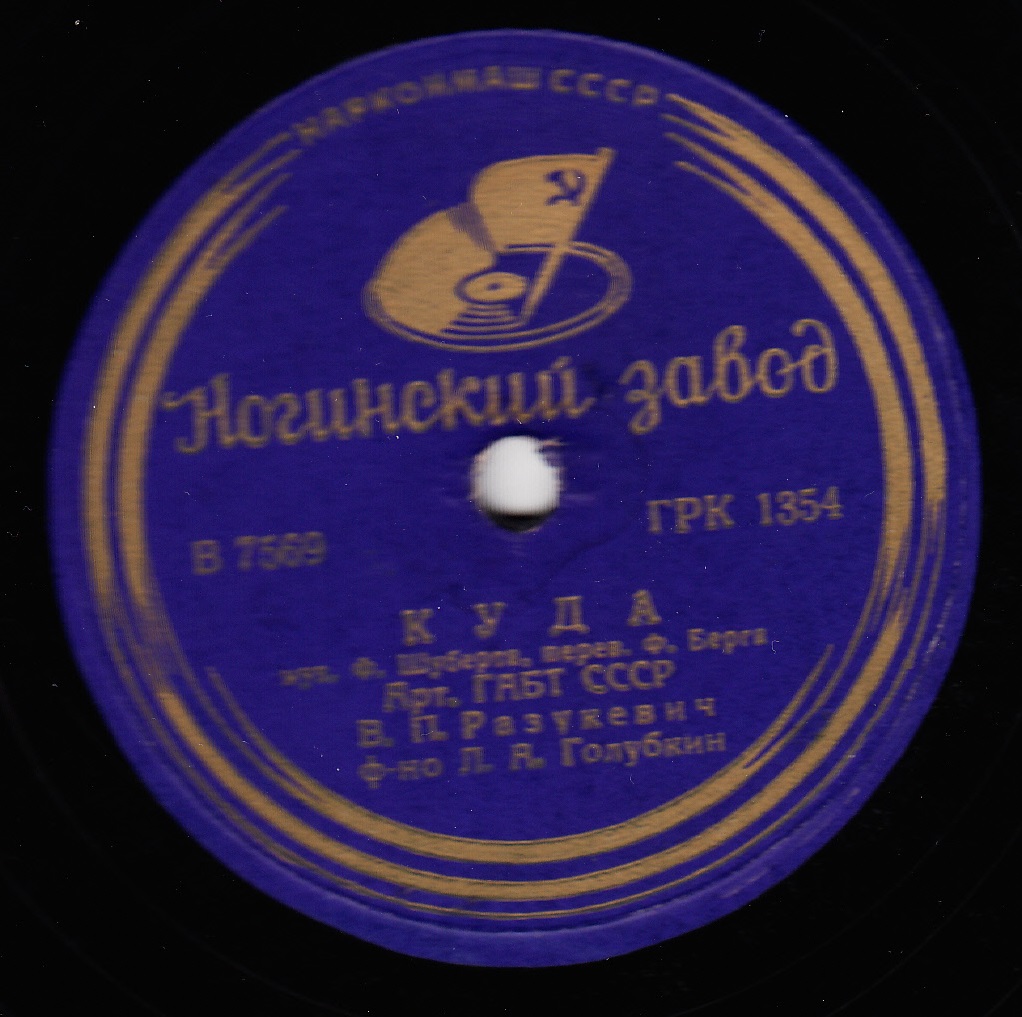 НАРКОММАШ СССР
Ногинский завод
В 7569
ГРК 1354
КУДА
муз. Ф. Шуберта, перев. Ф. Берга
Арт. ГАБТ СССР
В. П. Разукевич
ф-но Л. А. Голубкин